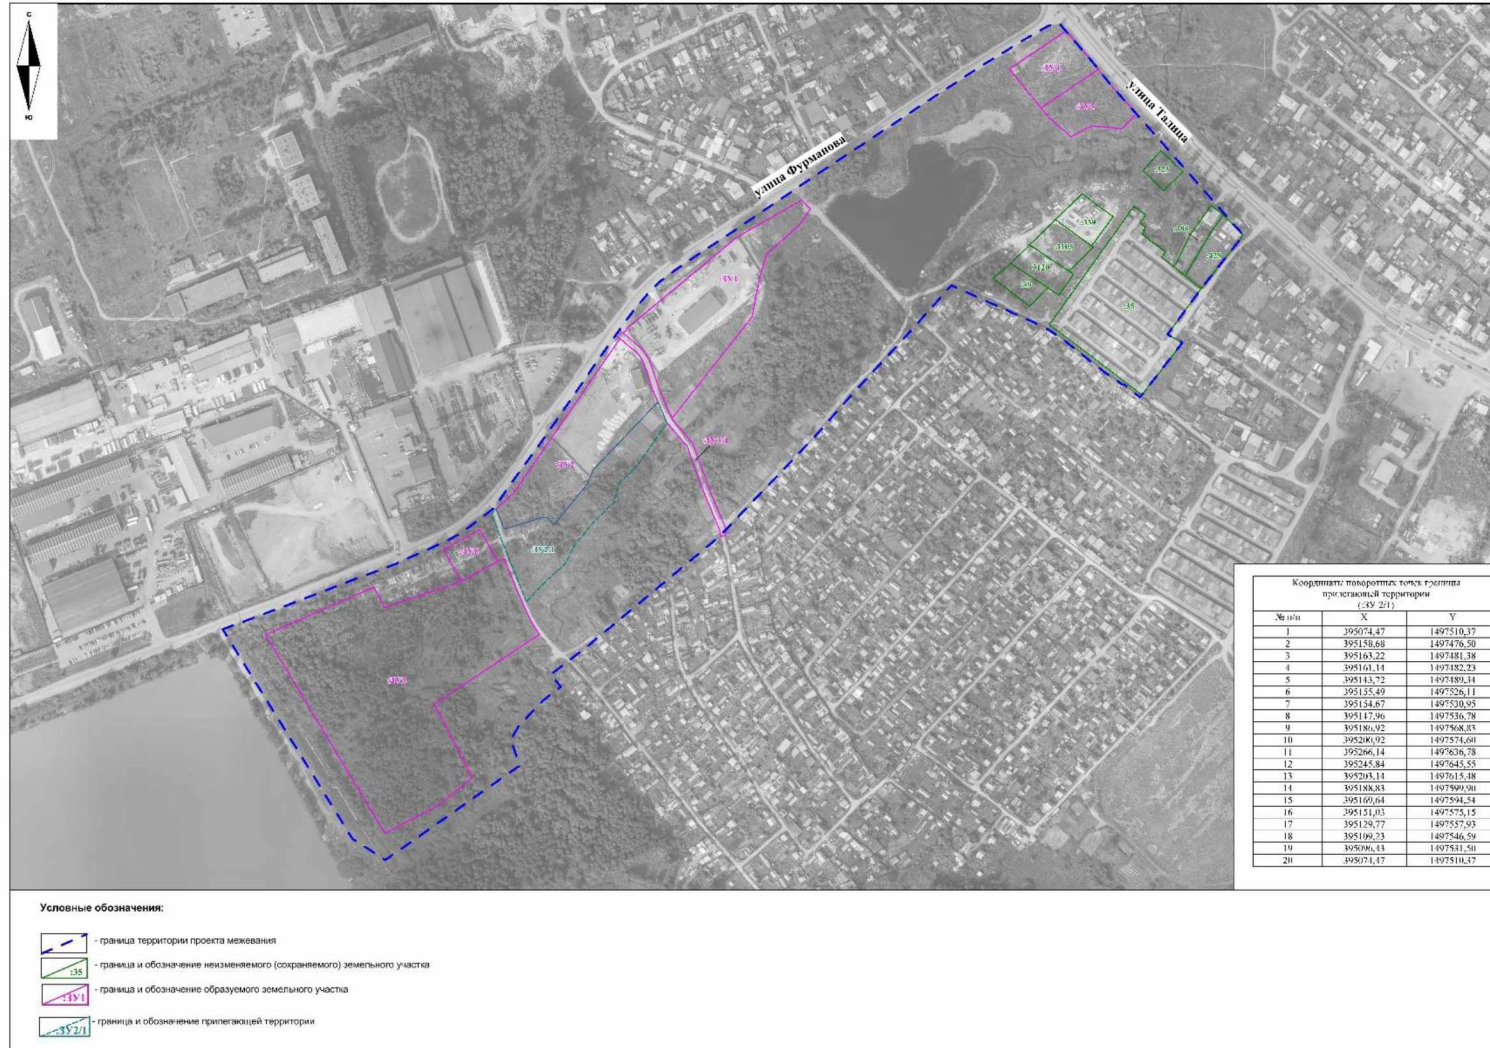 с
ю
улица Фурманова
улица Талица
:ЗУ1
:ЗУ2/1
:35
Координаты поворотных точек границы
прилегающей территории
(:ЗУ 2/1)
№ п/п X Y
1 395074,47 1497510,37
2 395158,68 1497476,50
3 395163,22 1497481,38
4 395161,14 1497482,23
5 395143,72 1497489,34
6 395155,49 1497526,11
7 395154,67 1497530,95
8 395147,96 1497536,78
9 395186,92 1497568,83
10 395200,92 1497574,60
11 395266,14 1497636,78
12 395245,84 1497645,55
13 395203,14 1497615,48
14 395188,83 1497599,90
15 395169,64 1497594,54
16 395151,03 1497575,15
17 395129,77 1497557,93
18 395109,23 1497546,59
19 395096,43 1497531,50
20 395074,47 1497510,37
Условные обозначения:
- граница территории проекта межевания
:35 - граница и обозначение неизменяемого (сохраняемого) земельного участка
:ЗУ1 - граница и обозначение образуемого земельного участка
:ЗУ2/1 - граница и обозначение прилегающей территории